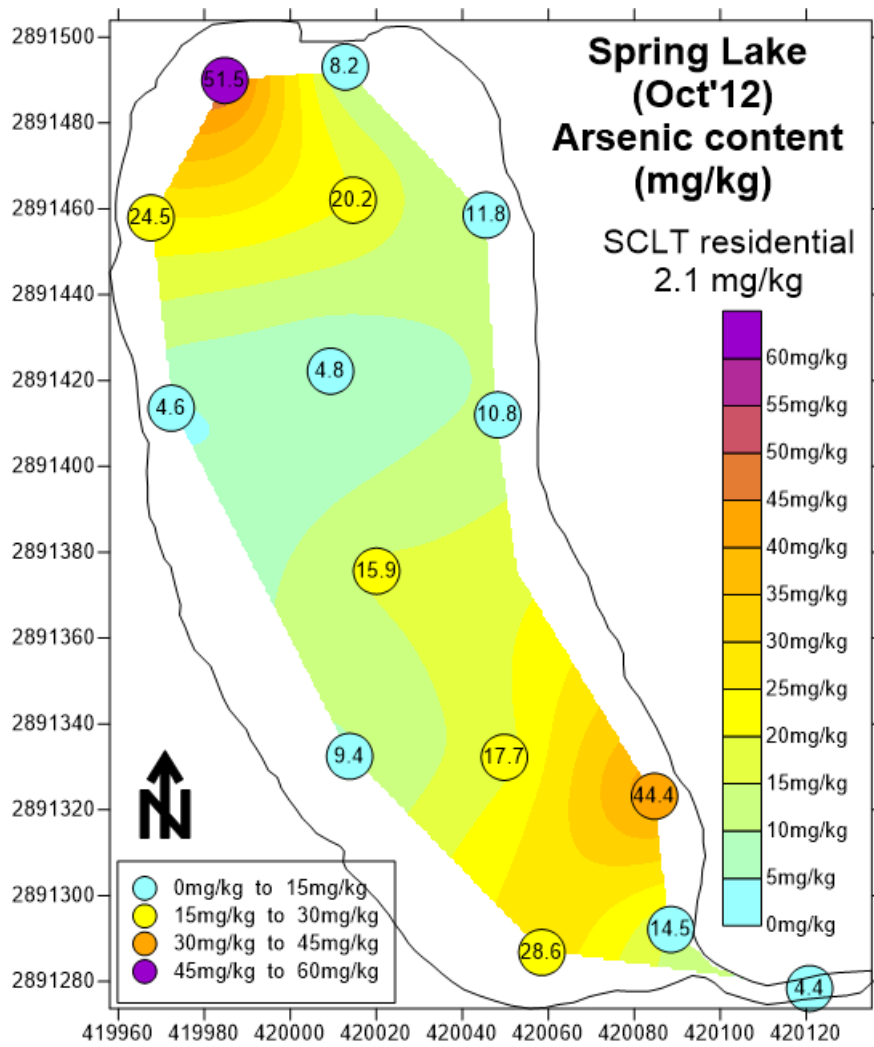 Spring Lake
(Oct'12)
Arsenic content
(mg/kg)
SCLT residential
2.1 mg/kg
60mg/kg
55mg/kg
50mg/kg
45mg/kg
40mg/kg
35mg/kg
30mg/kg
25mg/kg
20mg/kg
15mg/kg
10mg/kg
5mg/kg
0mg/kg
2891500
2891480
2891460
2891440
2891420
2891400
2891380
2891360
2891340
2891320
2891300
2891280
51.5
8.2
24.5
20.2
11.8
4.8
4.6
10.8
15.9
9.4
17.7
44.4
14.5
28.6
4.4
N
0mg/kg to 15mg/kg
15mg/kg to 30mg/kg
30mg/kg to 45mg/kg
45mg/kg to 60mg/kg
419960 419980 420000 420020 420040 420060 420080 420100 420120